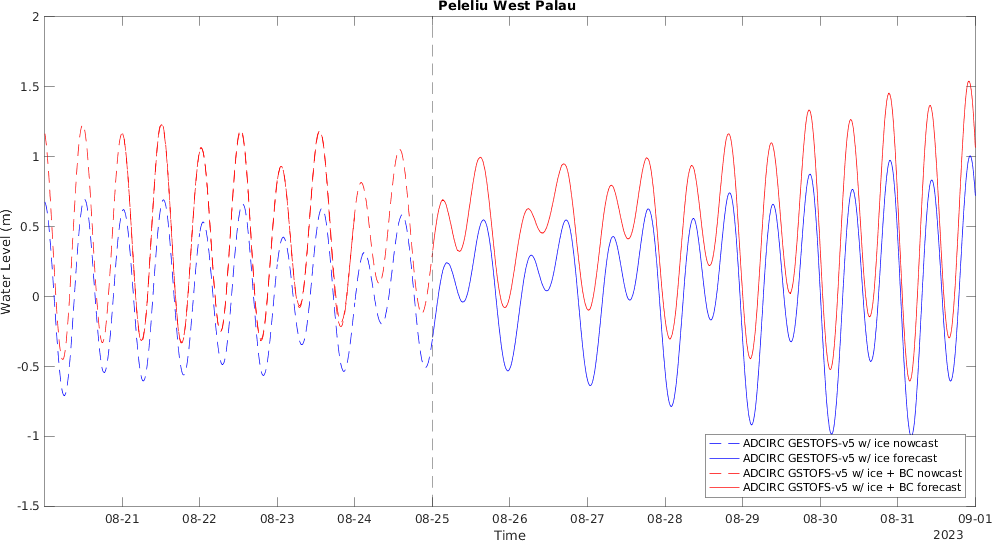 Peleliu West Palau
2
1.5
1
0.5
0
-0.5
-1
-1.5
Water Level (m)
ADCIRC GESTOFS-v5 w/ ice nowcast
ADCIRC GESTOFS-v5 w/ ice forecast
ADCIRC GSTOFS-v5 w/ ice + BC nowcast
ADCIRC GSTOFS-v5 w/ ice + BC forecast
08-21 08-22 08-23 08-24 08-25 08-26 08-27 08-28 08-29 08-30 08-31 09-01
Time
2023